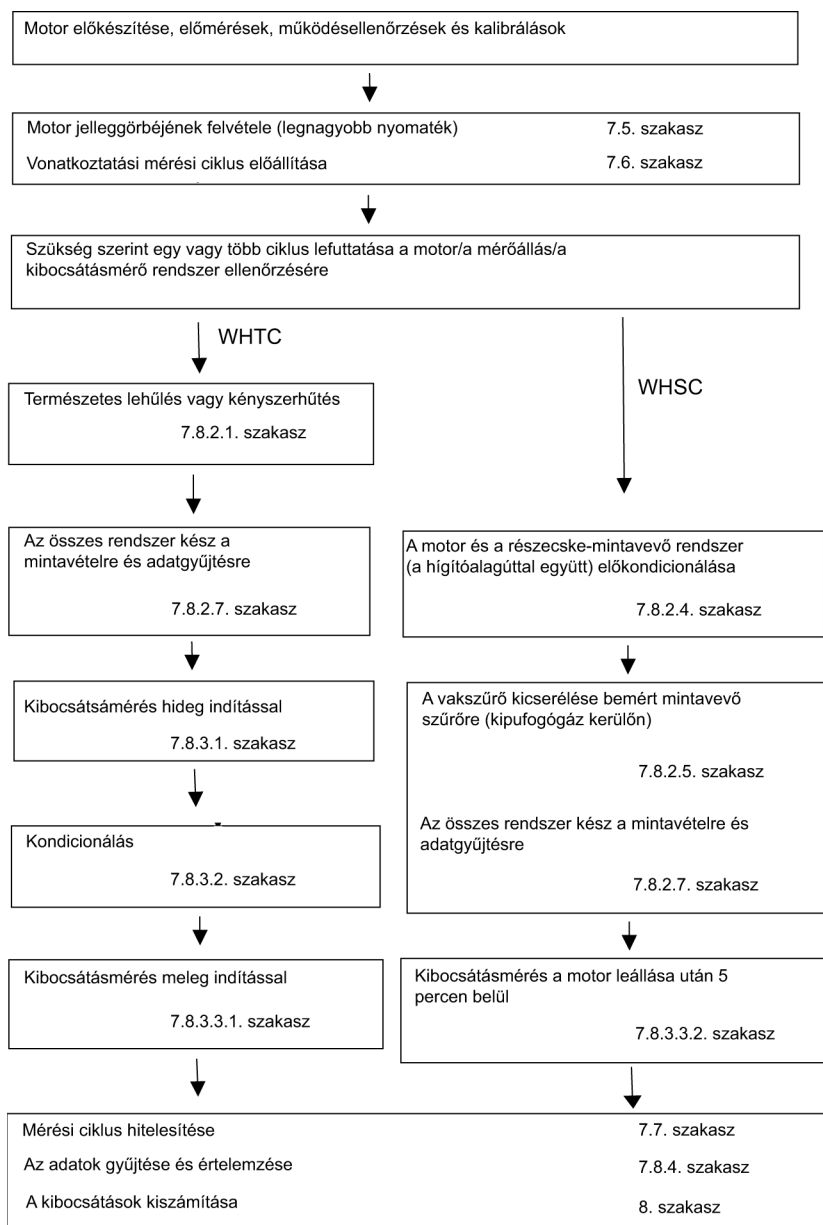 Motor előkészítése, előmérések, működésellenőrzések és kalibrálások
Motor jelleggörbéjének felvétele (legnagyobb nyomaték) 7.5. szakasz
Vonatkoztatási mérési ciklus előállítása 7.6. szakasz
Szükség szerint egy vagy több ciklus lefuttatása a motor/a mérőállás/a
kibocsátásmérő rendszer ellenőrzésére
WHTC
Természetes lehűlés vagy kényszerhűtés
7.8.2.1. szakasz
Az összes rendszer kész a
mintavételre és adatgyűjtésre
7.8.2.7. szakasz
Kibocsátsámérés hideg indítással
7.8.3.1. szakasz
Kondicionálás
7.8.3.2. szakasz
Kibocsátásmérés meleg indítással
7.8.3.3.1. szakasz
WHSC
A motor és a részecske-mintavevő rendszer
(a hígítóalagúttal együtt) előkondicionálása
7.8.2.4. szakasz
A vakszűrő kicserélése bemért mintavevő
szűrőre (kipufogógáz kerülőn)
7.8.2.5. szakasz
Az összes rendszer kész a mintavételre és
adatgyűjtésre
7.8.2.7. szakasz
Kibocsátásmérés a motor leállása után 5
percen belül
7.8.3.3.2. szakasz
Mérési ciklus hitelesítése 7.7. szakasz
Az adatok gyűjtése és értelemzése 7.8.4. szakasz
A kibocsátások kiszámítása 8. szakasz